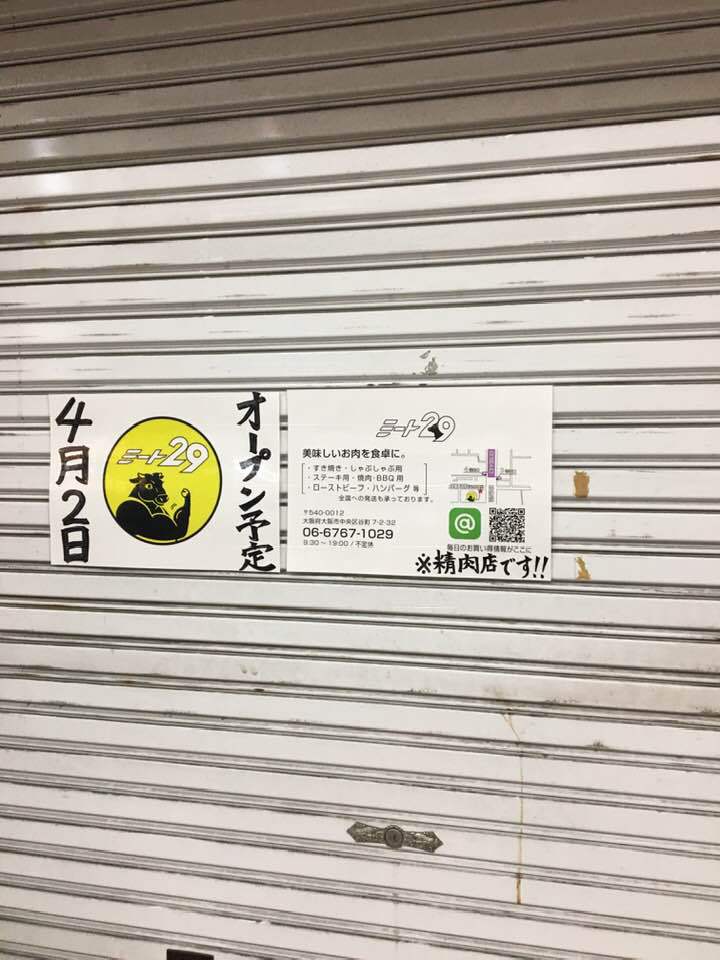 4月2日
ミート29
オープン予定
ミート29
美味しいお肉を食卓に。
・すき焼き・しゃぶしゃぶ用
・ステーキ用・焼肉・BBQ用
・ローストビーフ・ハンバーグ 等
全国への発送も承っております。
〒540-0012
大阪府大阪市中央区谷町 7-2-32
06-6767-1029
9:30～19:00 / 不定休
@
毎日のお買い得情報がここに
※精肉店です!!